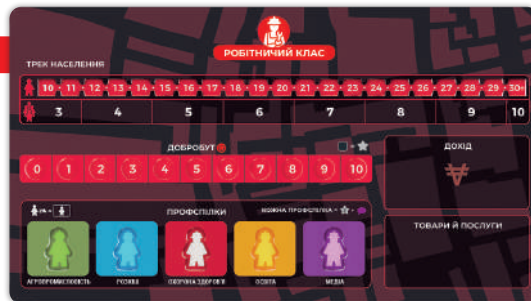 РОБІТНИЧИЙ КЛАС
ТРЕК НАСЕЛЕННЯ
10 11 12 13 14 15 16 17 18 19 20 21 22 23 24 25 26 27 28 29 30+
3 4 5 6 7 8 9 10
ДОБРОБУТ
0 1 2 3 4 5 6 7 8 9 10
ДОХІД
ПРОФСПІЛКИ
КОЖНА ПРОФСПІЛКА =
ТОВАРИ Й ПОСЛУГИ
АГРОПРОМИСЛОВІСТЬ РОЗКІШ ОХОРОНА ЗДОРОВ'Я ОСВІТА МЕДІА